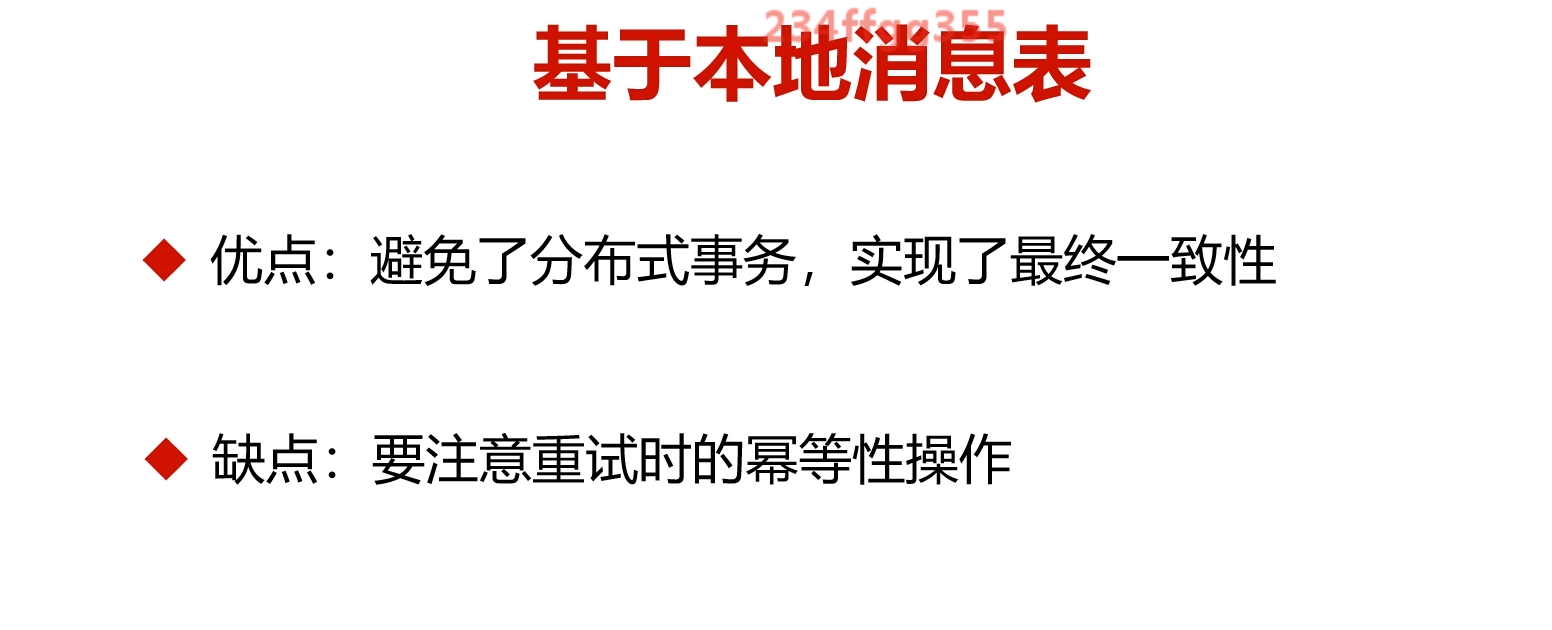 234ffgg355
基于本地消息表
优点：避免了分布式事务，实现了最终一致性
缺点：要注意重试时的幂等性操作